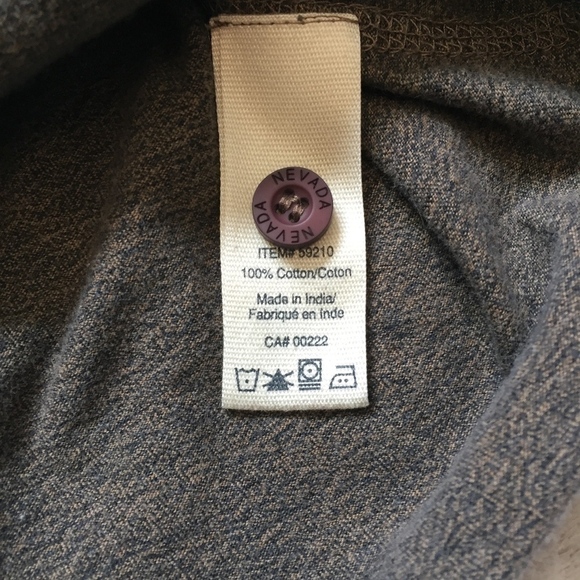 NEVADA
NEVADA
ITEM# 59210
100% Cotton/Coton
Made in India/
Fabriqué en Inde
CA# 00222